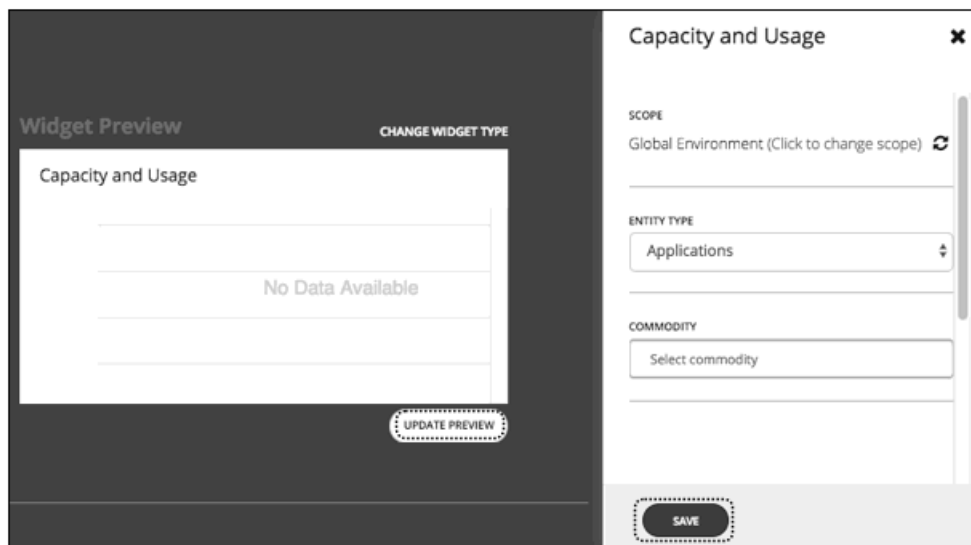 Widget Preview
CHANGE WIDGET TYPE
Capacity and Usage
No Data Available
UPDATE PREVIEW
Capacity and Usage
SCOPE
Global Environment (Click to change scope)
ENTITY TYPE
Applications
COMMODITY
Select commodity
SAVE